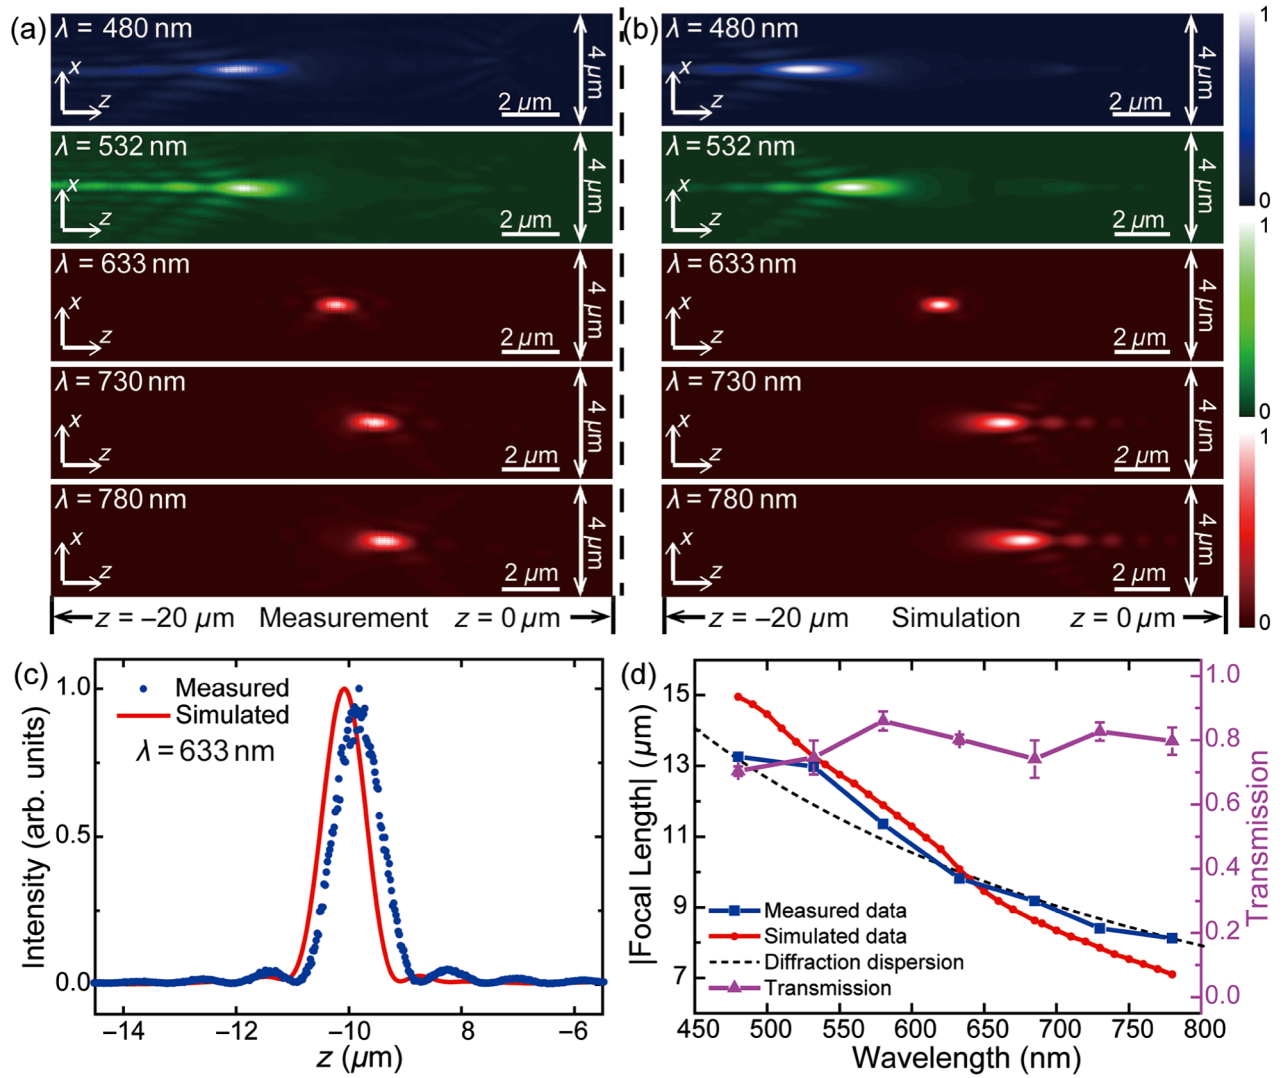 (a)
λ = 480 nm
x
z
2 µm
4 µm
λ = 532 nm
x
z
2 µm
4 µm
λ = 633 nm
x
z
2 µm
4 µm
λ = 730 nm
x
z
2 µm
4 µm
λ = 780 nm
x
z
2 µm
4 µm
z = –20 µm Measurement z = 0 µm
(b)
λ = 480 nm
x
z
2 µm
4 µm
λ = 532 nm
x
z
2 µm
4 µm
λ = 633 nm
x
z
2 µm
4 µm
λ = 730 nm
x
z
2 µm
4 µm
λ = 780 nm
x
z
2 µm
4 µm
z = –20 µm Simulation z = 0 µm
1
0
1
0
1
0
(c)
Measured
Simulated
λ = 633 nm
Intensity (arb. units)
1.0
0.5
0.0
–14 –12 –10 8 –6
z (µm)
(d)
|Focal Length| (µm)
15
13
11
9
7
Measured data
Simulated data
Diffraction dispersion
Transmission
450 500 550 600 650 700 750 800
Wavelength (nm)
1.0
0.8
0.6
0.4
0.2
0.0
Transmission